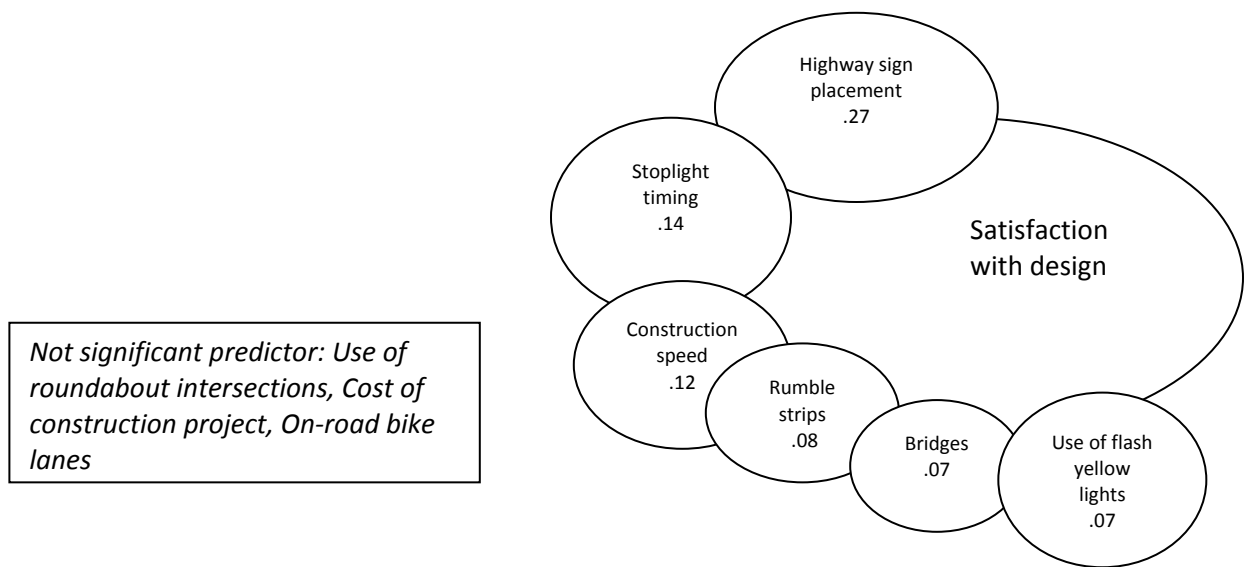 Highway sign
placement
.27
Stoplight
timing
.14
Satisfaction
with design
Construction
speed
.12
Not significant predictor: Use of
roundabout intersections, Cost of
construction project, On-road bike
lanes
Rumble
strips
.08
Bridges
.07
Use of flash
yellow
lights
.07